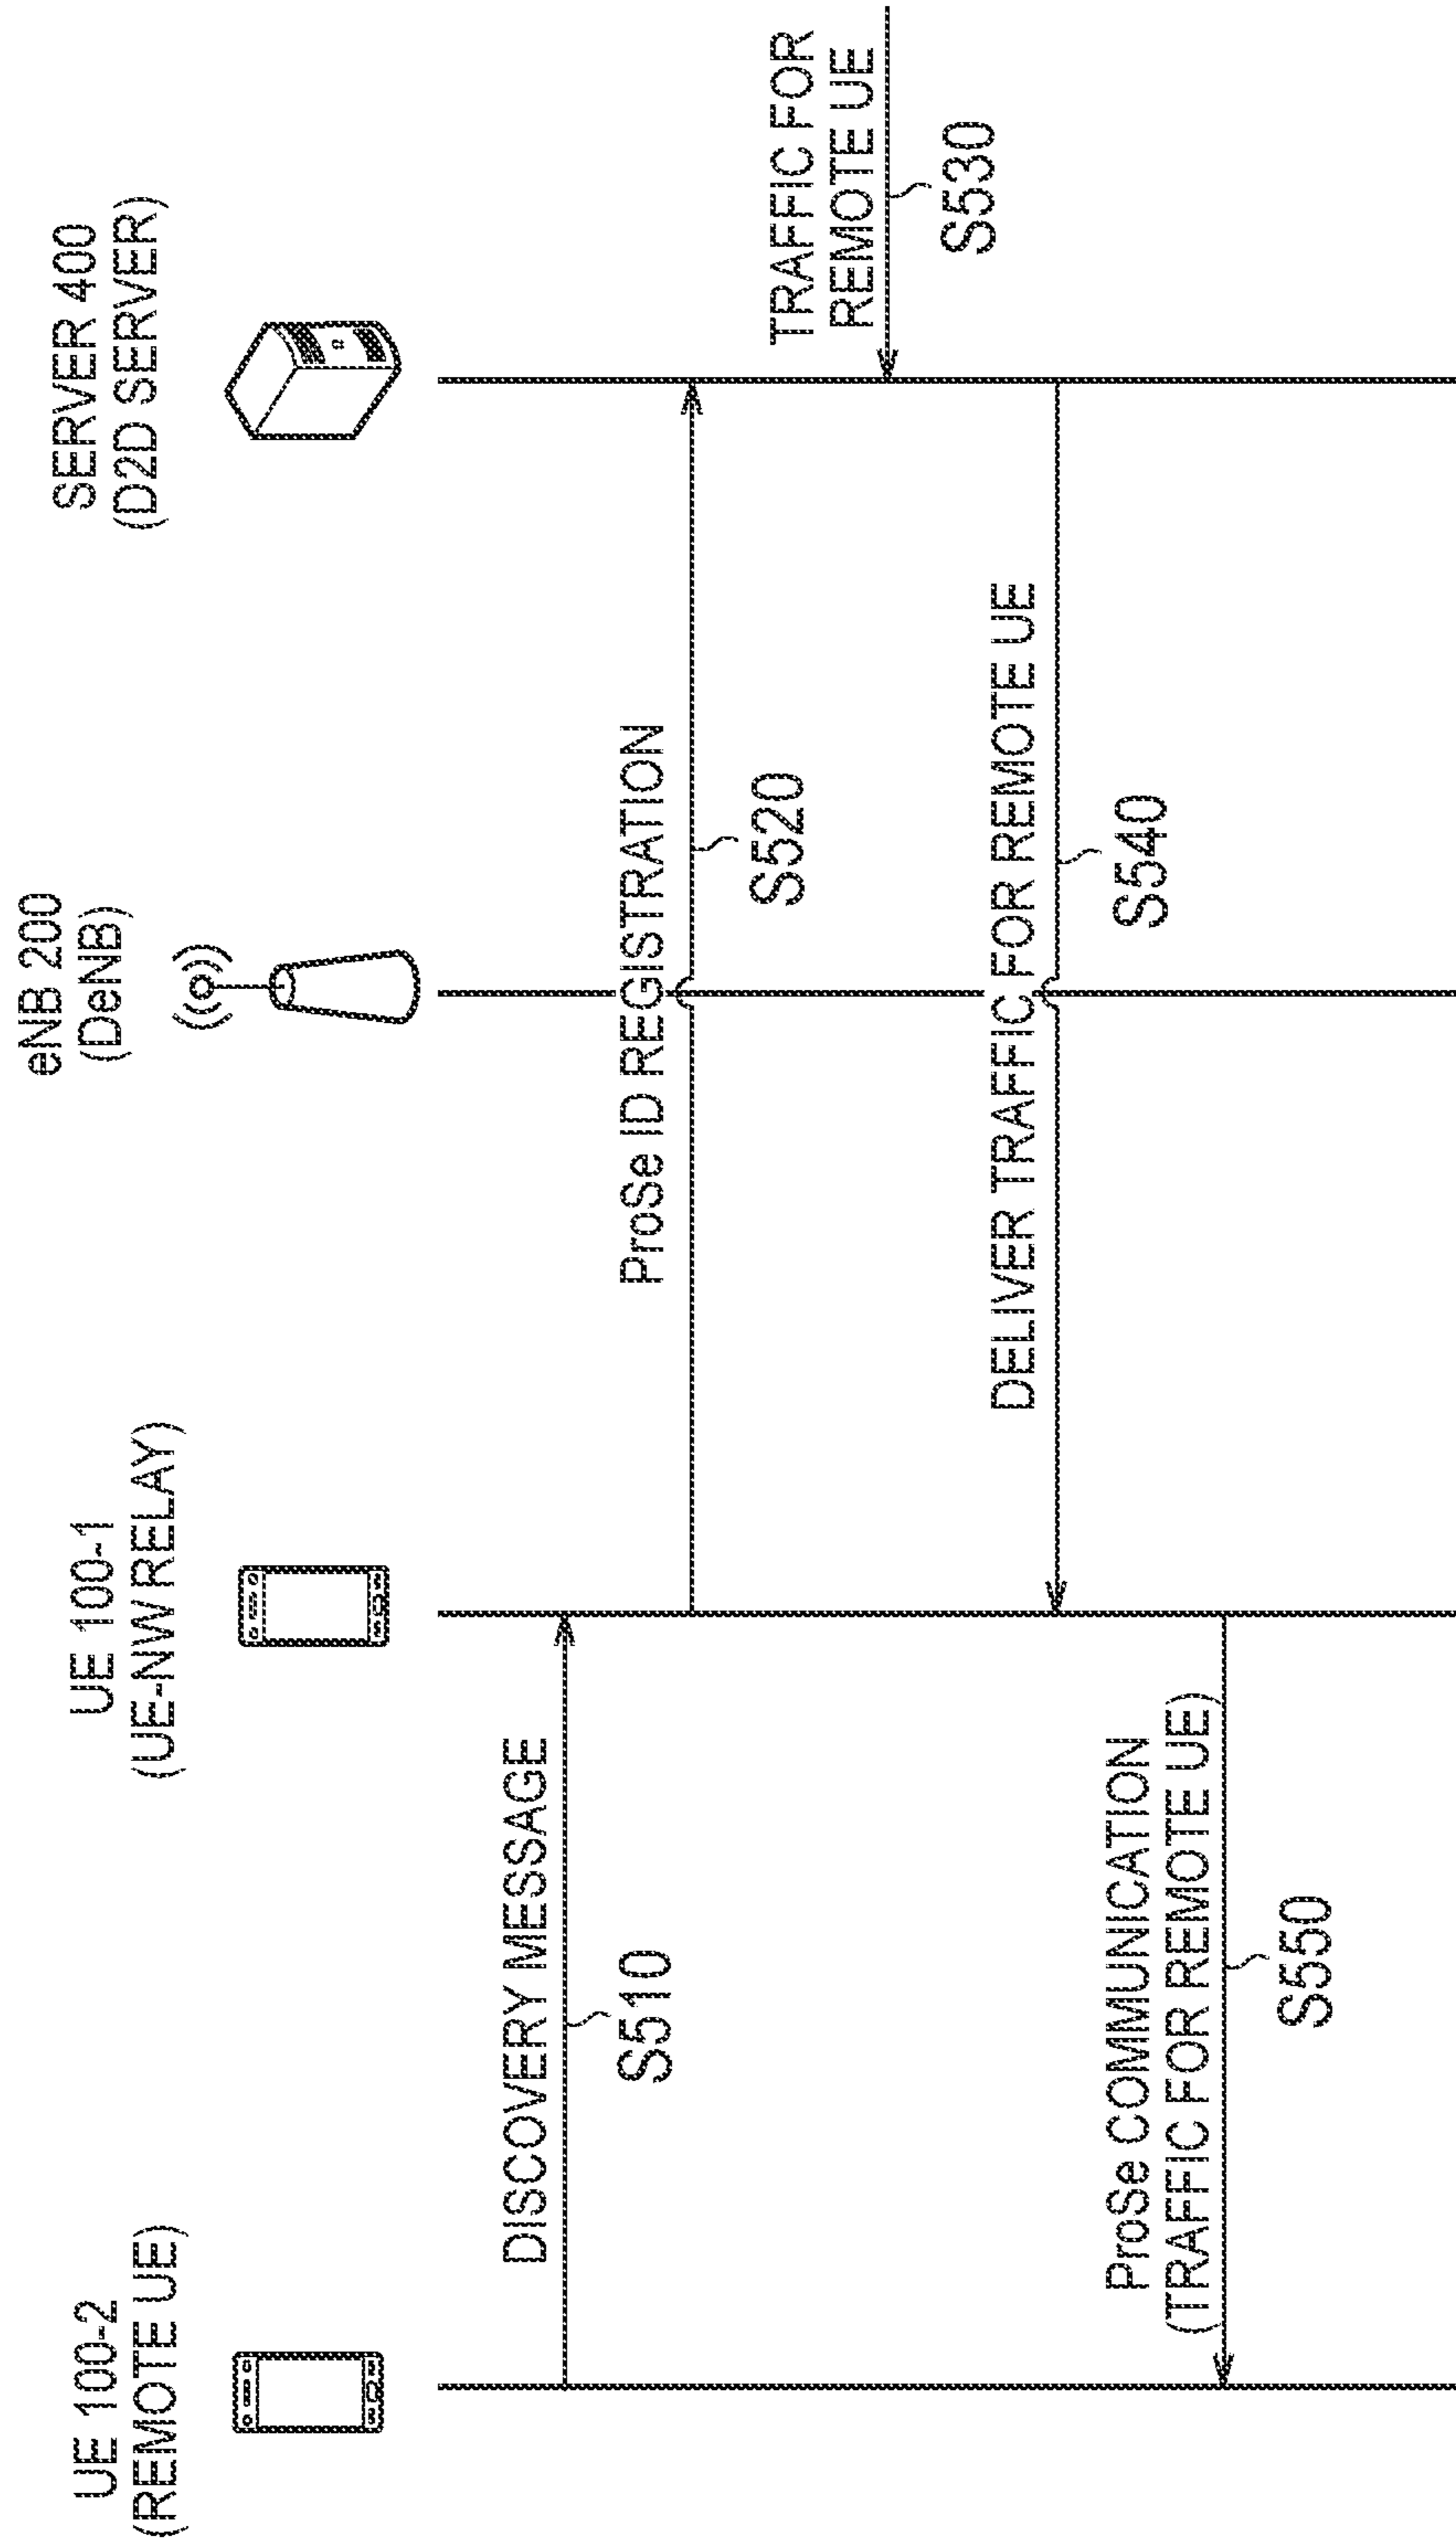 UE 100-2
(REMOTE UE)
UE 100-1
(UE-NW RELAY)
eNB 200
(DeNB)
SERVER 400
(D2D SERVER)
DISCOVERY MESSAGE
S510
ProSe ID REGISTRATION
S520
TRAFFIC FOR
REMOTE UE
S530
DELIVER TRAFFIC FOR REMOTE UE
S540
ProSe COMMUNICATION
(TRAFFIC FOR REMOTE UE)
S550